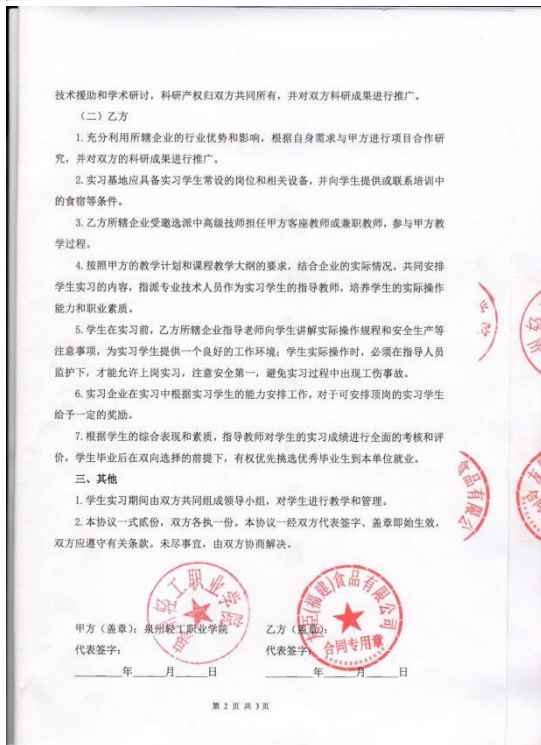 技术援助和学术研讨，科研产权归双方共同所有，并对双方科研成果进行推广。
（二）乙方
1.充分利用所辖企业的行业优势和影响，根据自身需求与甲方进行项目合作研
究，并对双方的科研成果进行推广。
2.实习基地应具备实习学生常设的岗位和相关设备，并向学生提供或联系培训中
的食宿等条件。
3.乙方所辖企业受邀选派中高级技师担任甲方客座教师或兼职教师，参与甲方教
学过程。
4.按照甲方的教学计划和课程教学大纲的要求，结合企业的实际情况，共同安排
学生实习的内容，指派专业技术人员作为实习学生的指导教师，培养学生的实际操作
能力和职业素质。
5.学生在实习前，乙方所辖企业指导老师向学生讲解实际操作规程和安全生产等
注意事项，为实习学生提供一个良好的工作环境；学生实际操作时，必须在指导人员
监护下，才能允许上岗实习，注意安全第一，避免实习过程中出现工伤事故。
6.实习企业在实习中根据实习学生的能力安排工作，对于可安排顶岗的实习学生
给予一定的奖励。
7.根据学生的综合表现和素质，指导教师对学生的实习成绩进行全面的考核和评
价，学生毕业后在双向选择的前提下，有权优先挑选优秀毕业生到本单位就业。
三、其他
1.学生实习期间由双方共同组成领导小组，对学生进行教学和管理。
2.本协议一式贰份，双方各执一份。本协议一经双方代表签字、盖章即始生效，
双方应遵守有关条款。未尽事宜，由双方协商解决。
泉州轻工职业学院
(福建)食品有限公司
合同专用章
食品有限公
甲方（盖章）：泉州轻工职业学院 乙方（盖章）：
代表签字： 代表签字：
年 月 日 年 月 日
第 2 页 共 3 页